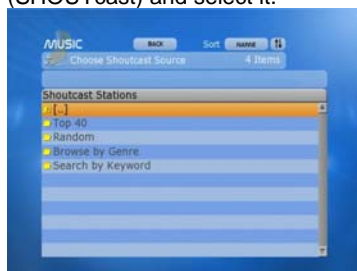 (SHOUTcast) and select it.
MUSIC BACK Sort NAME
Choose Shoutcast Source 4 Items
Shoutcast Stations
[..]
Top 40
Random
Browse by Genre
Search by Keyword